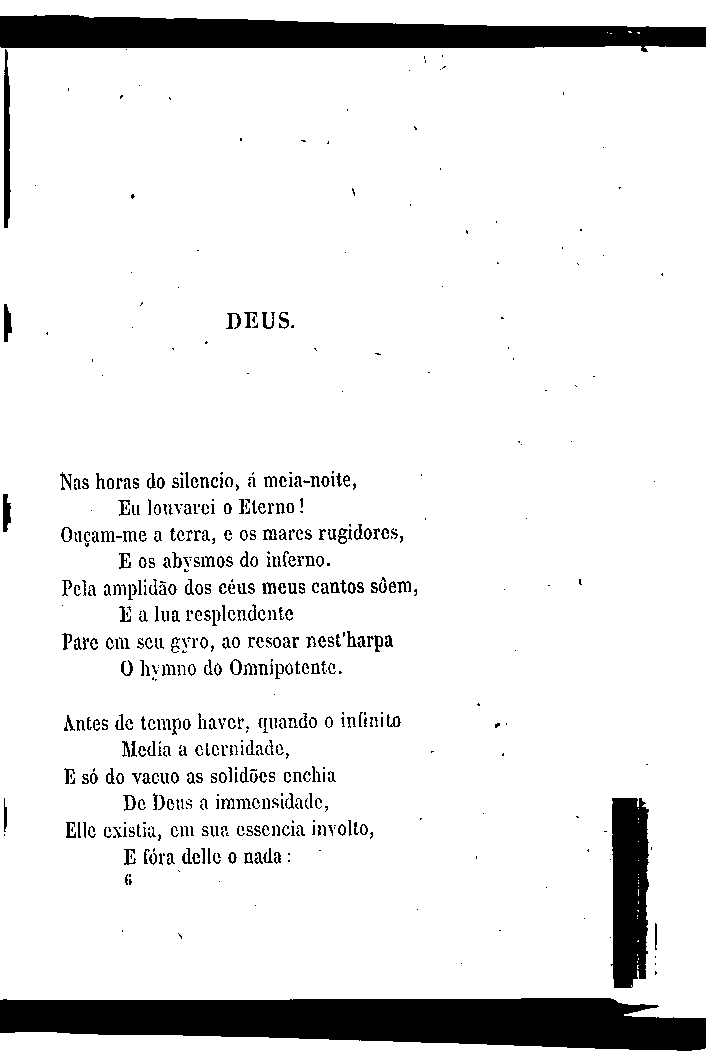 DEUS.
Nas horas do silencio, á meia-noite,
Eu louvarei o Eterno!
Ouçam-me a terra, e os mares rugidores,
E os abysmos do inferno.
Pela amplidão dos céus meus cantos sôem,
E a lua resplendente
Pare em seu gyro, ao resoar nest'harpa
O hymno do Omnipotente.
Antes de tempo haver, quando o infinito
Media a eternidade,
E só do vacuo as solidões enchia
De Deus a immensidade,
Elle existia, em sua essencia involto,
E fóra delle o nada:
6